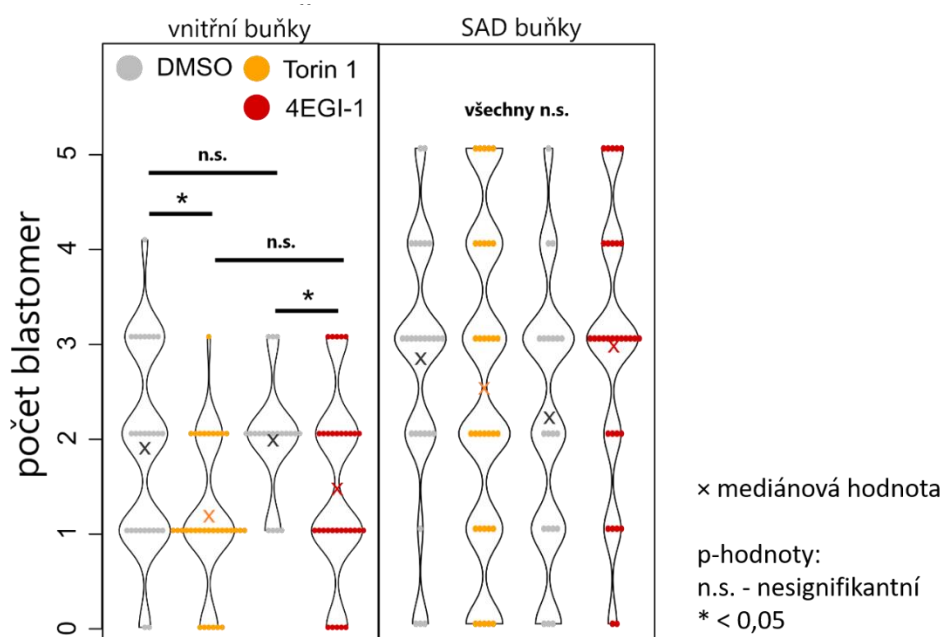 vnitřní buňky
SAD buňky
DMSO
Torin 1
4EGI-1
všechny n.s.
n.s.
*
n.s.
*
počet blastomer
5
4
3
2
1
0
× mediánová hodnota
p-hodnoty:
n.s. - nesignifikantní
* < 0,05